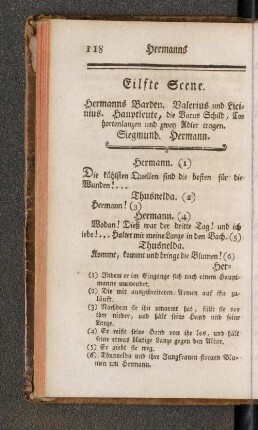 118 Hermanns
Eilfte Scene.
Hermanns Barden. Valerius und Lici-
nius. Hauptleute, die Varus Schild, Co-
hortenlanzen und zwey Adler tragen.
Siegmund. Hermann.
Hermann. (1)
Die kühlsten Quellen sind die besten für die
Wunden!...
Thusnelda. (2)
Hermann! (3)
Hermann. (4)
Wodan! Dieß war der dritte Tag! und ich
lebe!... Haltet mir meine Lanze in den Bach. (5)
Thusnelda.
Kommt, kommt und bringt die Blumen! (6)
Her-
(1) Indem er im Eingange sich nach einem Haupt-
manne umwendet.
(2) Die mit ausgebreiteten Armen auf ihn zu-
läuft.
(3) Nachdem sie ihn umarmt hat, fällt sie vor
ihm nieder, und hält seine Hand und seine
Lanze.
(4) Er reißt seine Hand von ihr los, und hält
seine etwas blutige Lanze gegen den Altar.
(5) Er giebt sie weg.
(6) Thusnelda und ihre Jungfrauen streuen Blu-
men um Hermann.